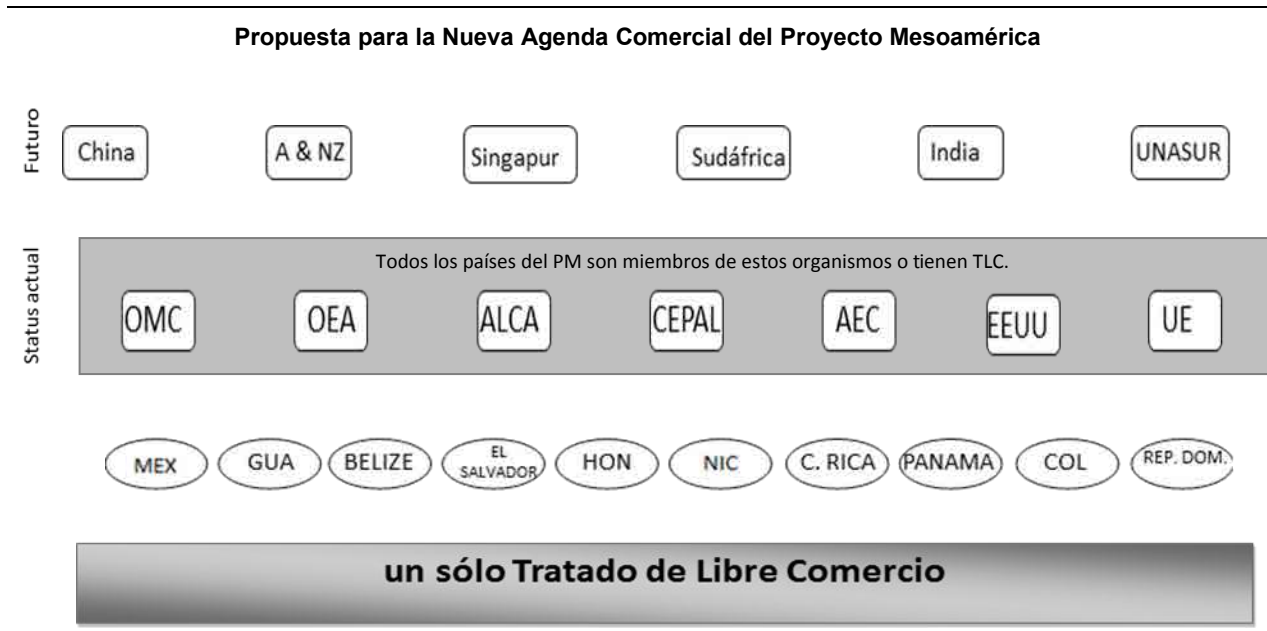 Propuesta para la Nueva Agenda Comercial del Proyecto Mesoamérica
Futuro
China
A & NZ
Singapur
Sudáfrica
India
UNASUR
Status actual
Todos los países del PM son miembros de estos organismos o tienen TLC.
OMC
OEA
ALCA
CEPAL
AEC
EEUU
UE
MEX
GUA
BELIZE
EL
SALVADOR
HON
NIC
C. RICA
PANAMA
COL
REP. DOM.
un sólo Tratado de Libre Comercio